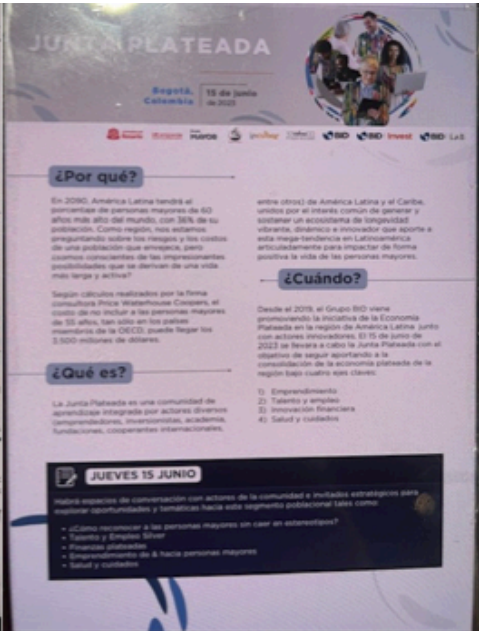 JUNTA PLATEADA
Bogotá,
Colombia
15 de junio
de 2023
MAYOR
BID
BID Invest
BID Lab
¿Por qué?
En 2080, América Latina tendrá el
porcentaje de personas mayores de 60
años más alto del mundo, con 36% de su
población. Como región, nos estamos
preguntando sobre los riesgos y los costos
de una población que envejece, pero
somos conscientes de las impresionantes
posibilidades que se derivan de una vida
más larga y activa?
Según cálculos realizados por la firma
consultora Price Waterhouse Coopers, el
costo de no incluir a las personas mayores
de 55 años, tan sólo en los países
miembros de la OECD, puede llegar los
3.500 millones de dólares.
¿Qué es?
La Junta Plateada es una comunidad de
aprendizaje integrada por actores diversos
(emprendedores, inversionistas, academia,
fundaciones, cooperantes internacionales,
entre otros) de América Latina y el Caribe,
unidos por el interés común de generar y
sostener un ecosistema de longevidad
vibrante, dinámico e innovador que aporte a
esta mega-tendencia en Latinoamérica
articuladamente para impactar de forma
positiva la vida de las personas mayores.
¿Cuándo?
Desde el 2019, el Grupo BID viene
promoviendo la iniciativa de la Economía
Plateada en la región de América Latina junto
con actores innovadores. El 15 de junio de
2023 se llevara a cabo la Junta Plateada con el
objetivo de seguir aportando a la
consolidación de la economía plateada de la
región bajo cuatro ejes claves:
1) Emprendimiento
2) Talento y empleo
3) Innovación financiera
4) Salud y cuidados
JUEVES 15 JUNIO
Habrá espacios de conversación con actores de la comunidad e invitados estratégicos para
explorar oportunidades y temáticas hacia este segmento poblacional tales como:
• ¿Cómo reconocer a las personas mayores sin caer en estereotipos?
• Talento y Empleo Silver
• Finanzas plateadas
• Emprendimiento de & hacia personas mayores
• Salud y cuidados